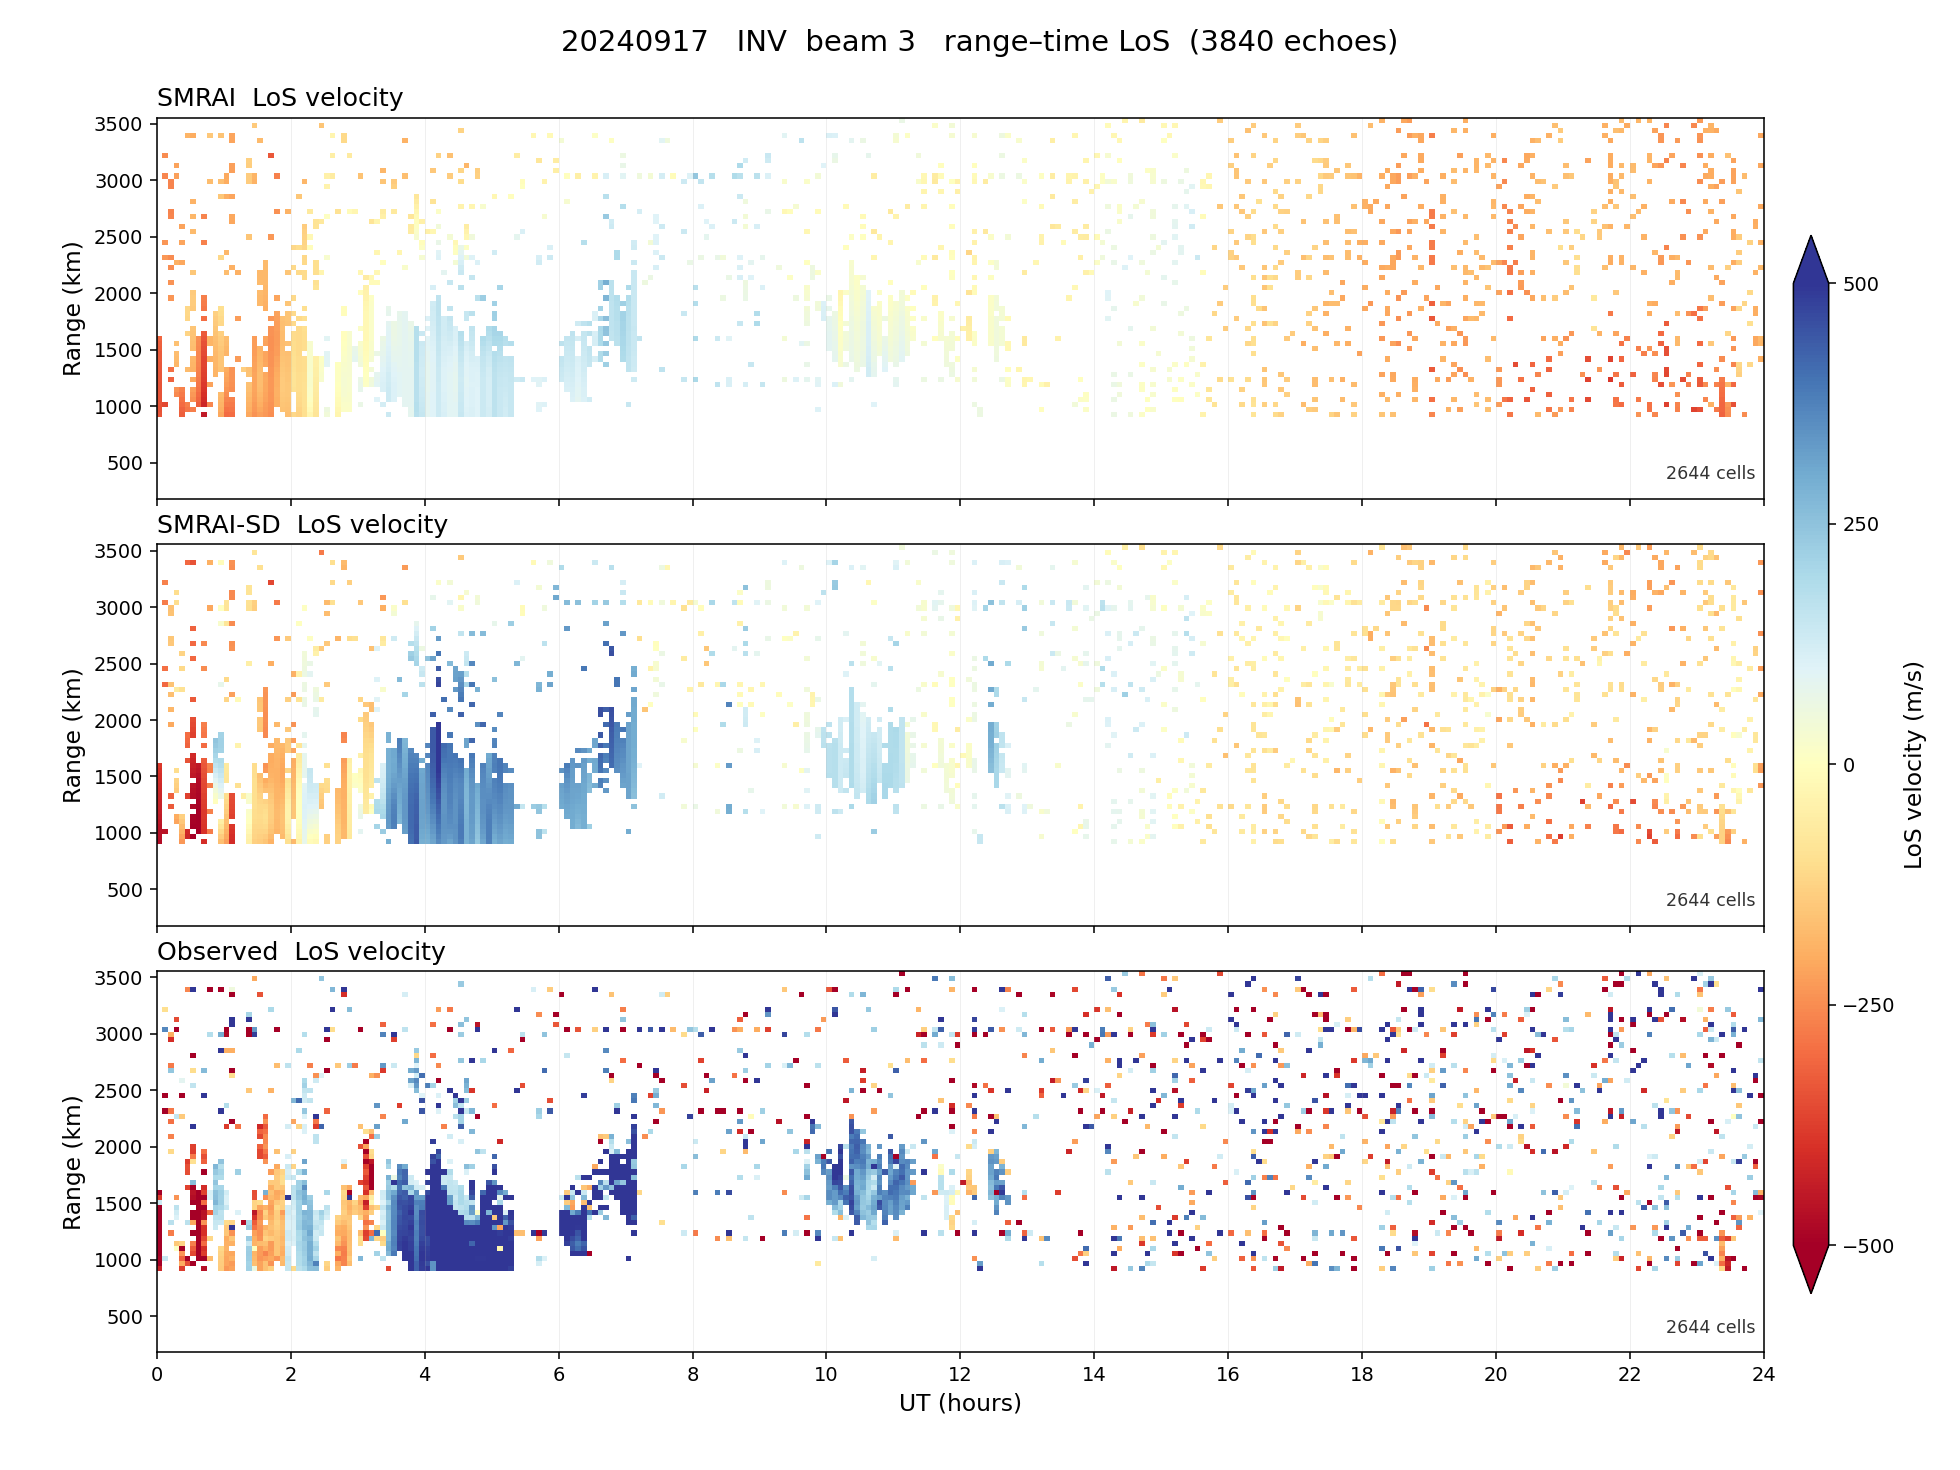 20240917 INV beam 3 range–time LoS (3840 echoes)
SMRAI LoS velocity
3500
3000
2500
2000
1500
1000
500
Range (km)
2644 cells
SMRAI-SD LoS velocity
3500
3000
2500
2000
1500
1000
500
Range (km)
2644 cells
Observed LoS velocity
3500
3000
2500
2000
1500
1000
500
Range (km)
2644 cells
0 2 4 6 8 10 12 14 16 18 20 22 24
UT (hours)
500
250
0
−250
−500
LoS velocity (m/s)